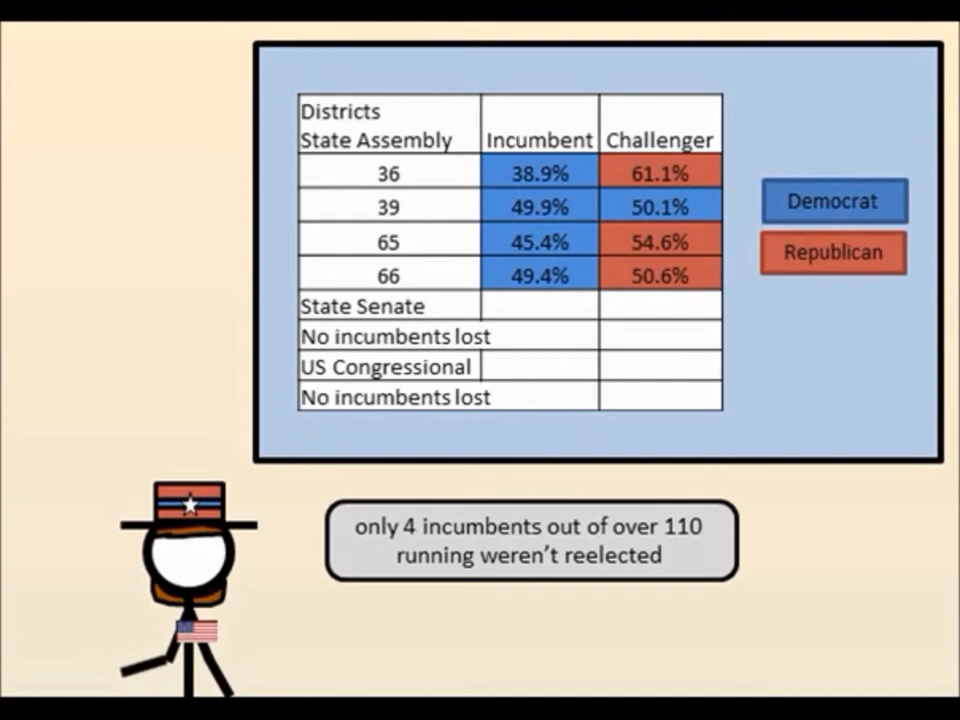 Districts
State Assembly Incumbent Challenger
36 38.9% 61.1%
39 49.9% 50.1%
65 45.4% 54.6%
66 49.4% 50.6%
State Senate
No incumbents lost
US Congressional
No incumbents lost
Democrat
Republican
only 4 incumbents out of over 110
running weren't reelected